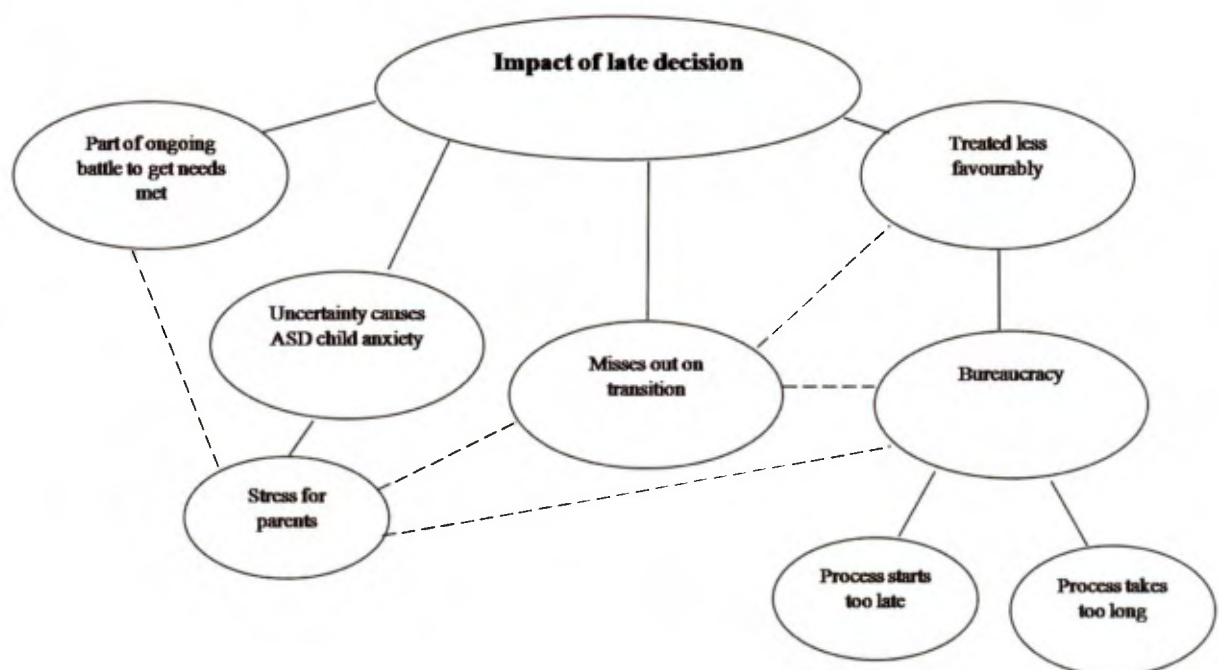 Impact of late decision
Part of ongoing
battle to get needs
met
Treated less
favourably
Uncertainty causes
ASD child anxiety
Misses out on
transition
Bureaucracy
Stress for
parents
Process starts
too late
Process takes
too long